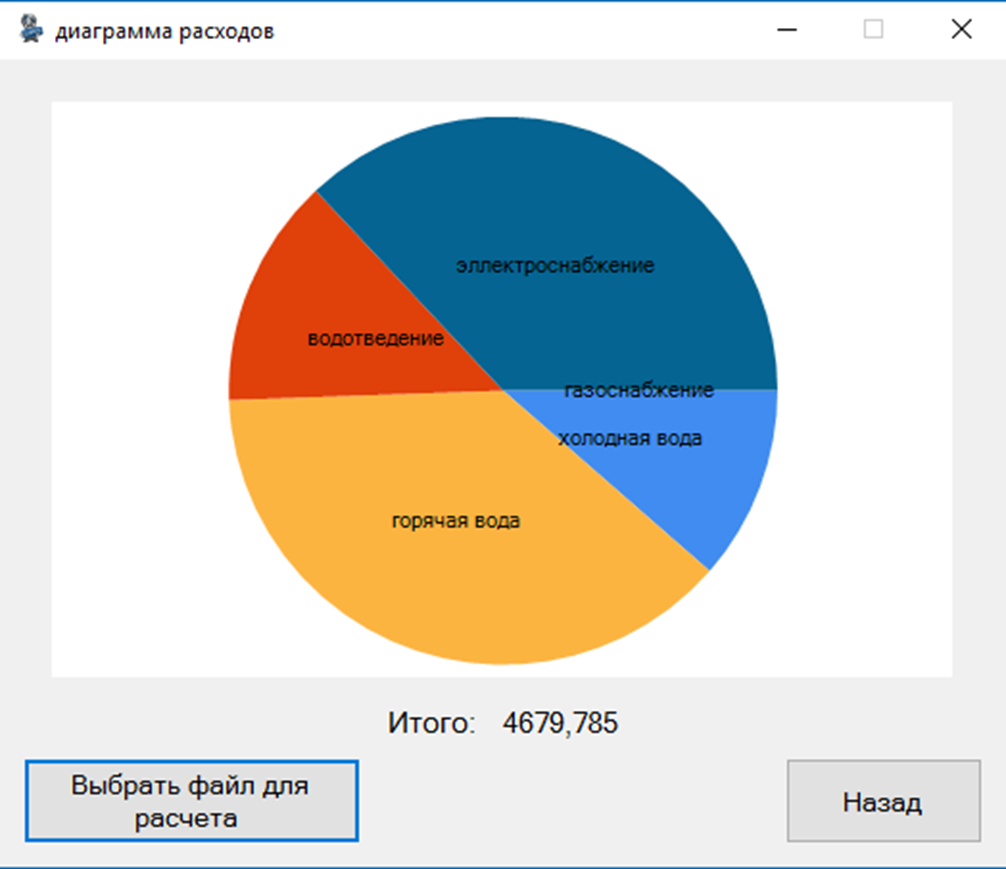 диаграмма расходов
эллектроснабжение
водотведение
газоснабжение
холодная вода
горячая вода
Итого: 4679,785
Выбрать файл для
расчета
Назад